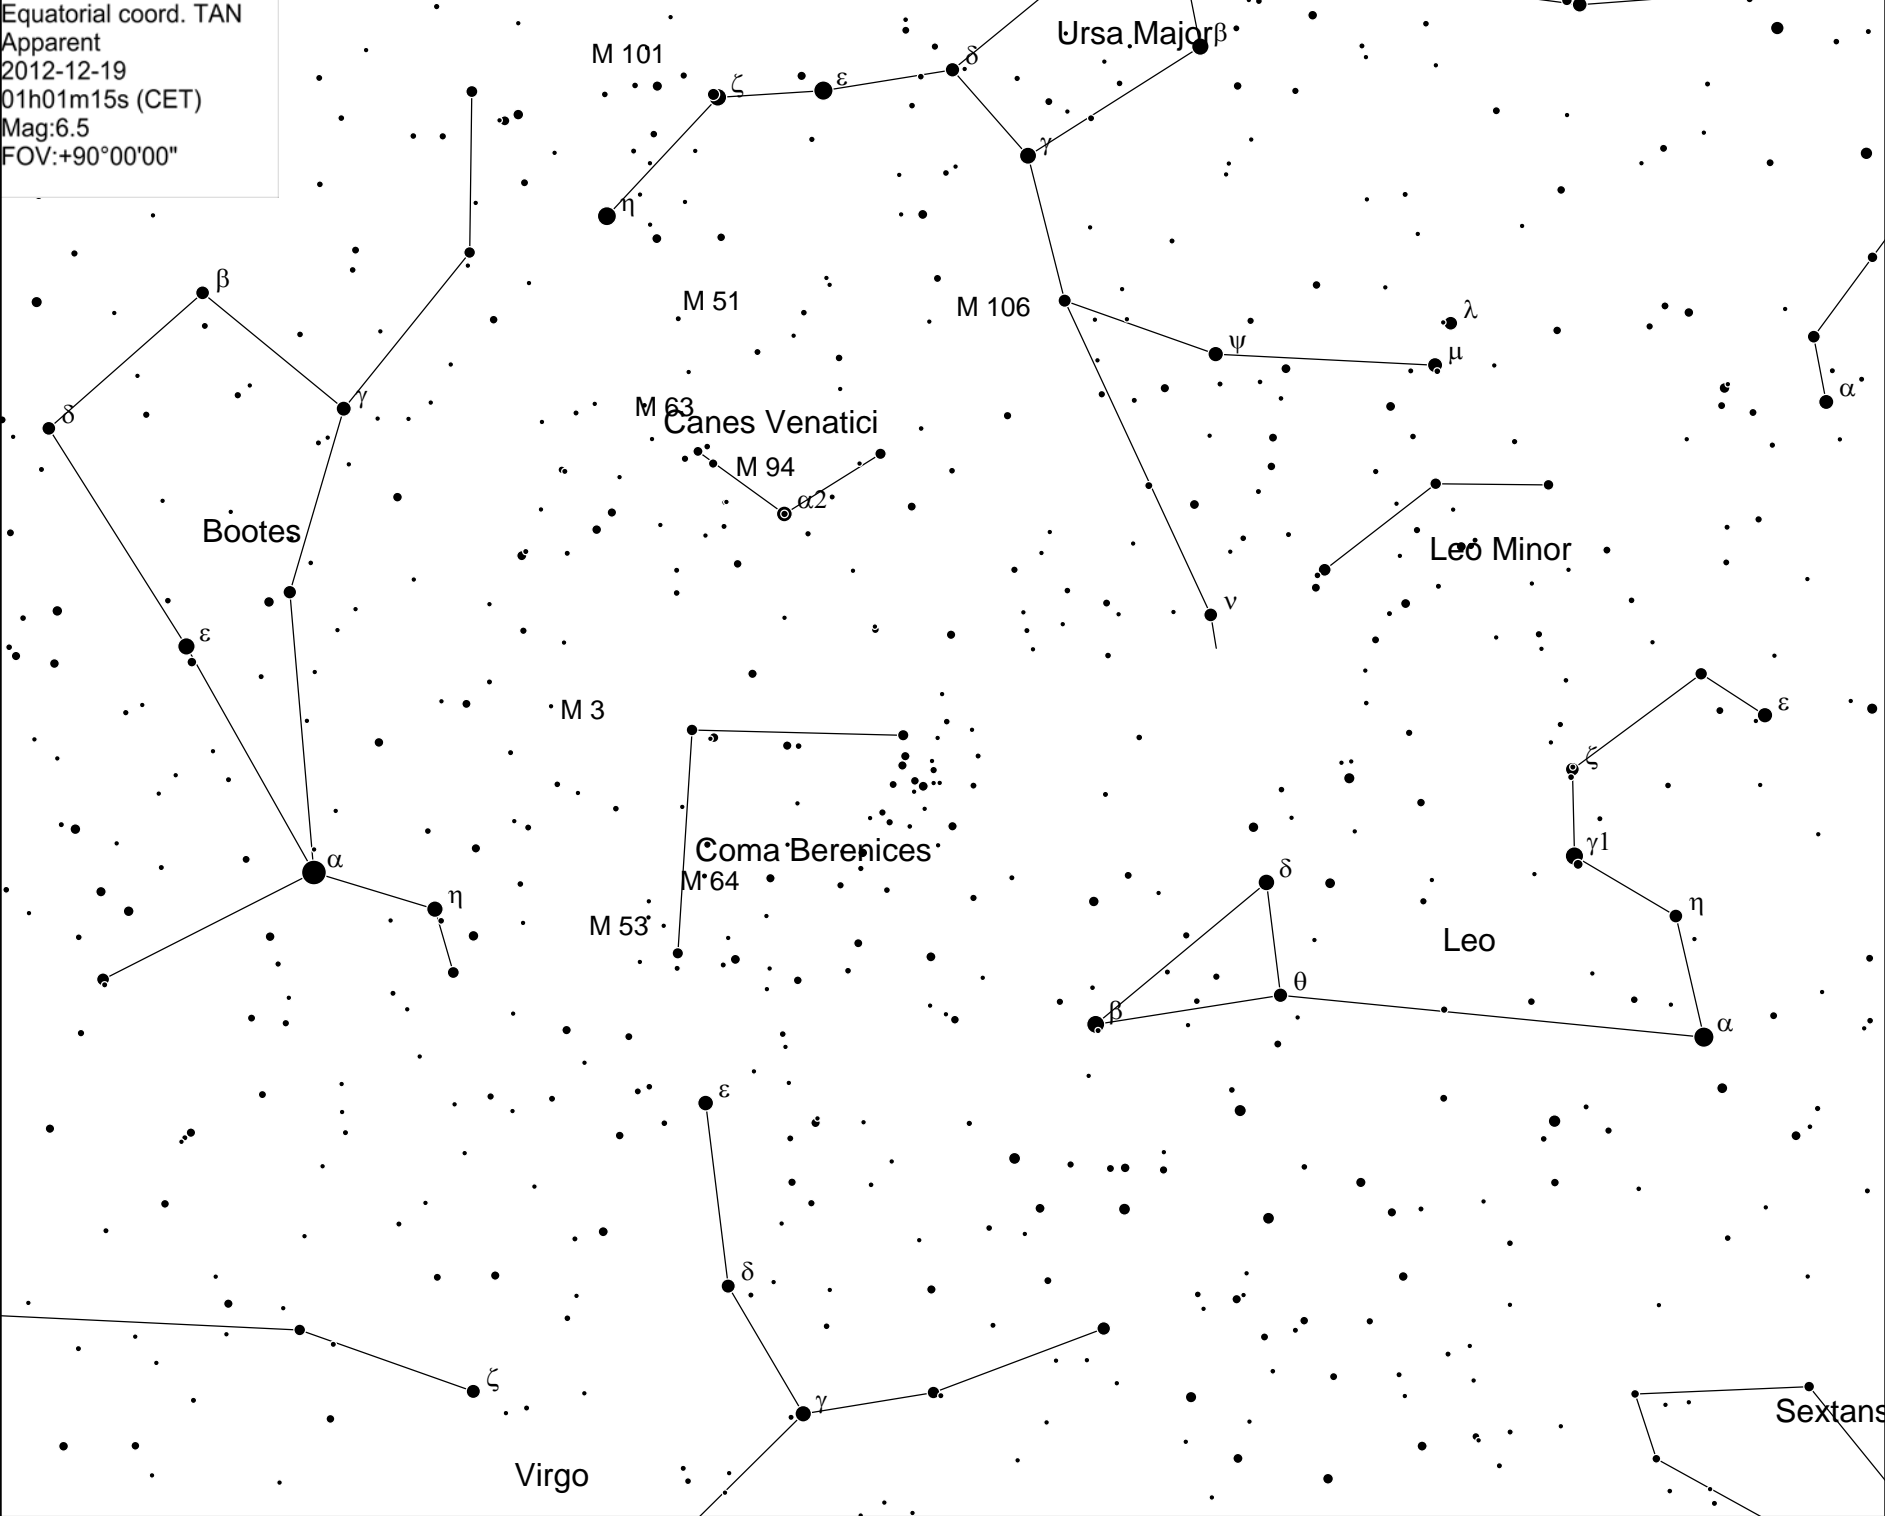 Equatorial coord. TAN
Apparent
2012-12-19
01h01m15s (CET)
Mag:6.5
FOV:+90°00'00"
Ursa Major
β
M 101
δ
ζ
ε
γ
η
β
M 51
M 106
λ
ψ
μ
α
δ
γ
M 63
Canes Venatici
M 94
α2
Bootes
Leo Minor
ν
ε
M 3
ε
ζ
α
Coma Berenices
γ1
M 64
δ
η
η
M 53
Leo
θ
β
α
ε
δ
ζ
γ
Sextans
Virgo